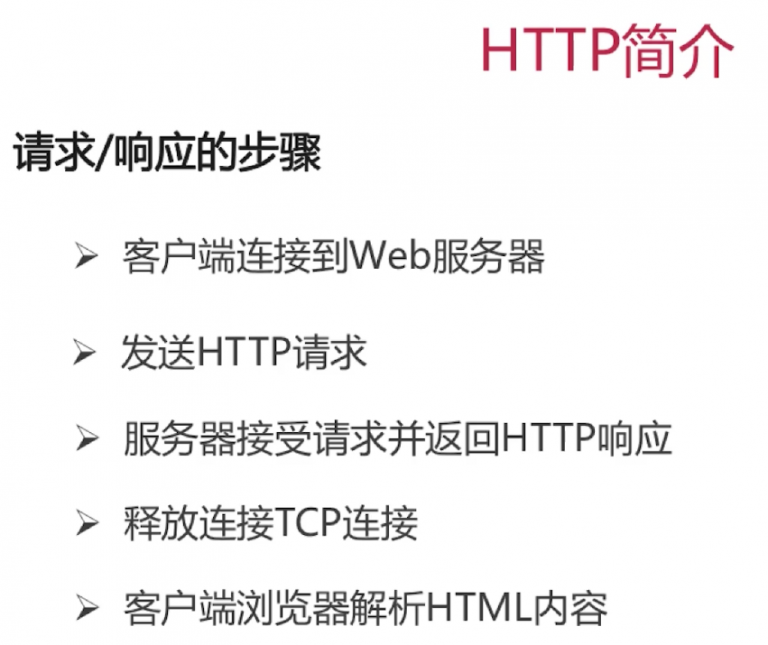 HTTP简介
请求/响应的步骤
➢ 客户端连接到Web服务器
➢ 发送HTTP请求
➢ 服务器接受请求并返回HTTP响应
➢ 释放连接TCP连接
➢ 客户端浏览器解析HTML内容